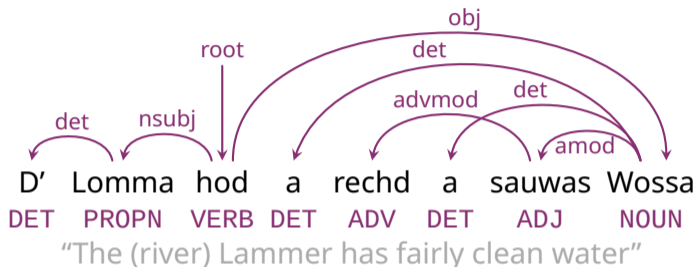 obj
root
det
det
advmod
det
nsubj
amod
D’ Lomma hod a rechd a sauwas Wossa
DET PROPN VERB DET ADV DET ADJ NOUN
“The (river) Lammer has fairly clean water”